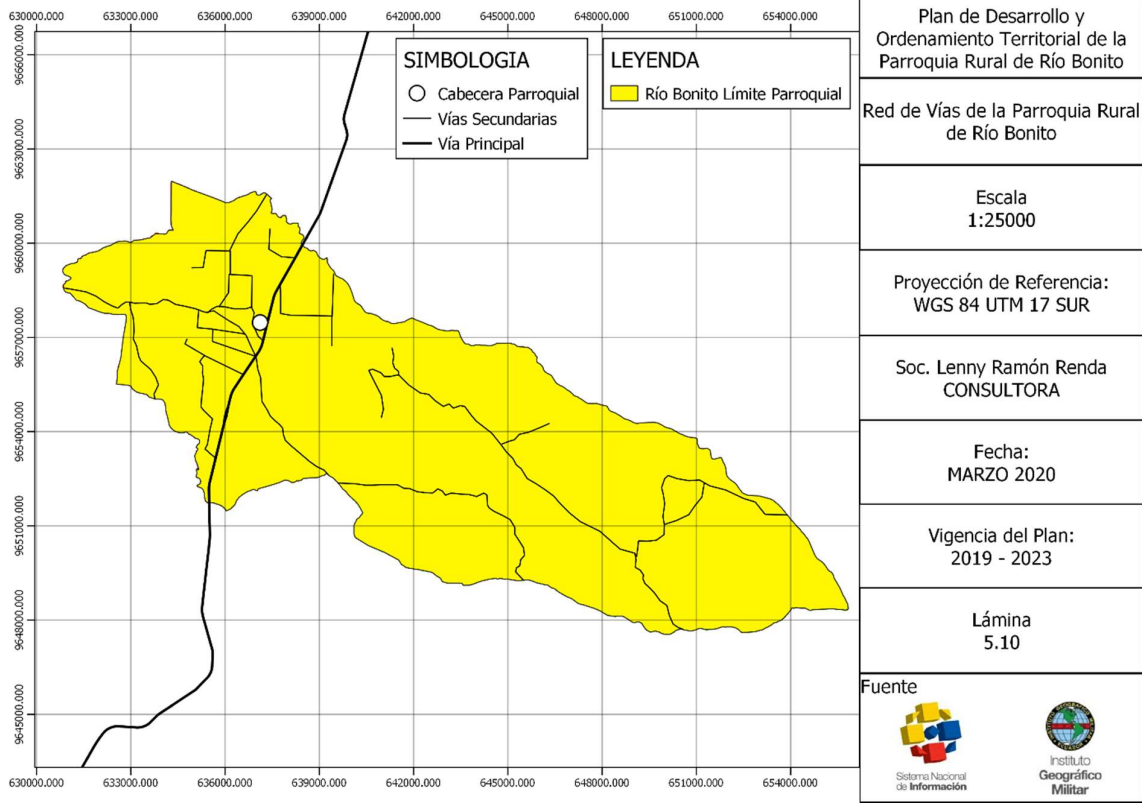 630000.000 633000.000 636000.000 639000.000 642000.000 645000.000 648000.000 651000.000 654000.000
9666000.000
9663000.000
9660000.000
9657000.000
9654000.000
9651000.000
9648000.000
9645000.000
SIMBOLOGIA
Cabecera Parroquial
Vías Secundarias
Vía Principal
LEYENDA
Río Bonito Límite Parroquial
630000.000 633000.000 636000.000 639000.000 642000.000 645000.000 648000.000 651000.000 654000.000
Plan de Desarrollo y
Ordenamiento Territorial de la
Parroquia Rural de Río Bonito
Red de Vías de la Parroquia Rural
de Río Bonito
Escala
1:25000
Proyección de Referencia:
WGS 84 UTM 17 SUR
Soc. Lenny Ramón Renda
CONSULTORA
Fecha:
MARZO 2020
Vigencia del Plan:
2019 - 2023
Lámina
5.10
Fuente
Sistema Nacional
de Información
Instituto
Geográfico
Militar